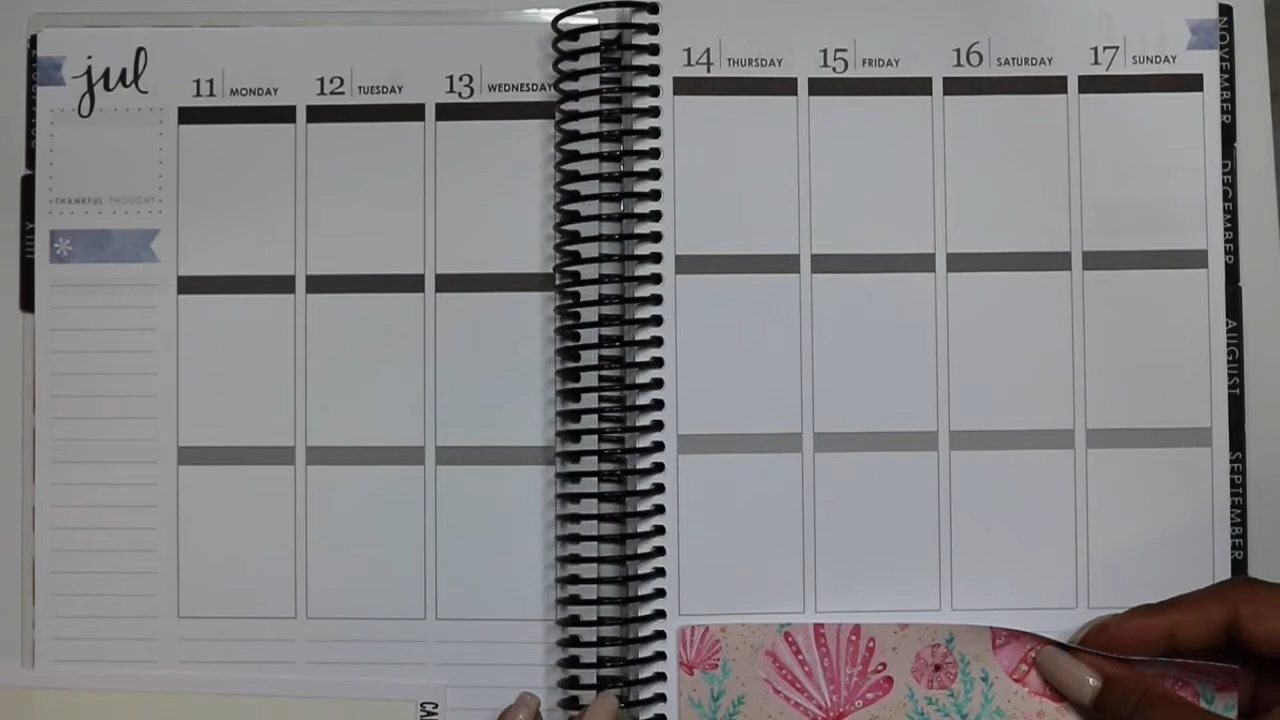 jul
11 MONDAY
12 TUESDAY
13 WEDNESDAY
14 THURSDAY
15 FRIDAY
16 SATURDAY
17 SUNDAY
THANKFUL THOUGHT
JULY
NOVEMBER
DECEMBER
AUGUST
SEPTEMBER